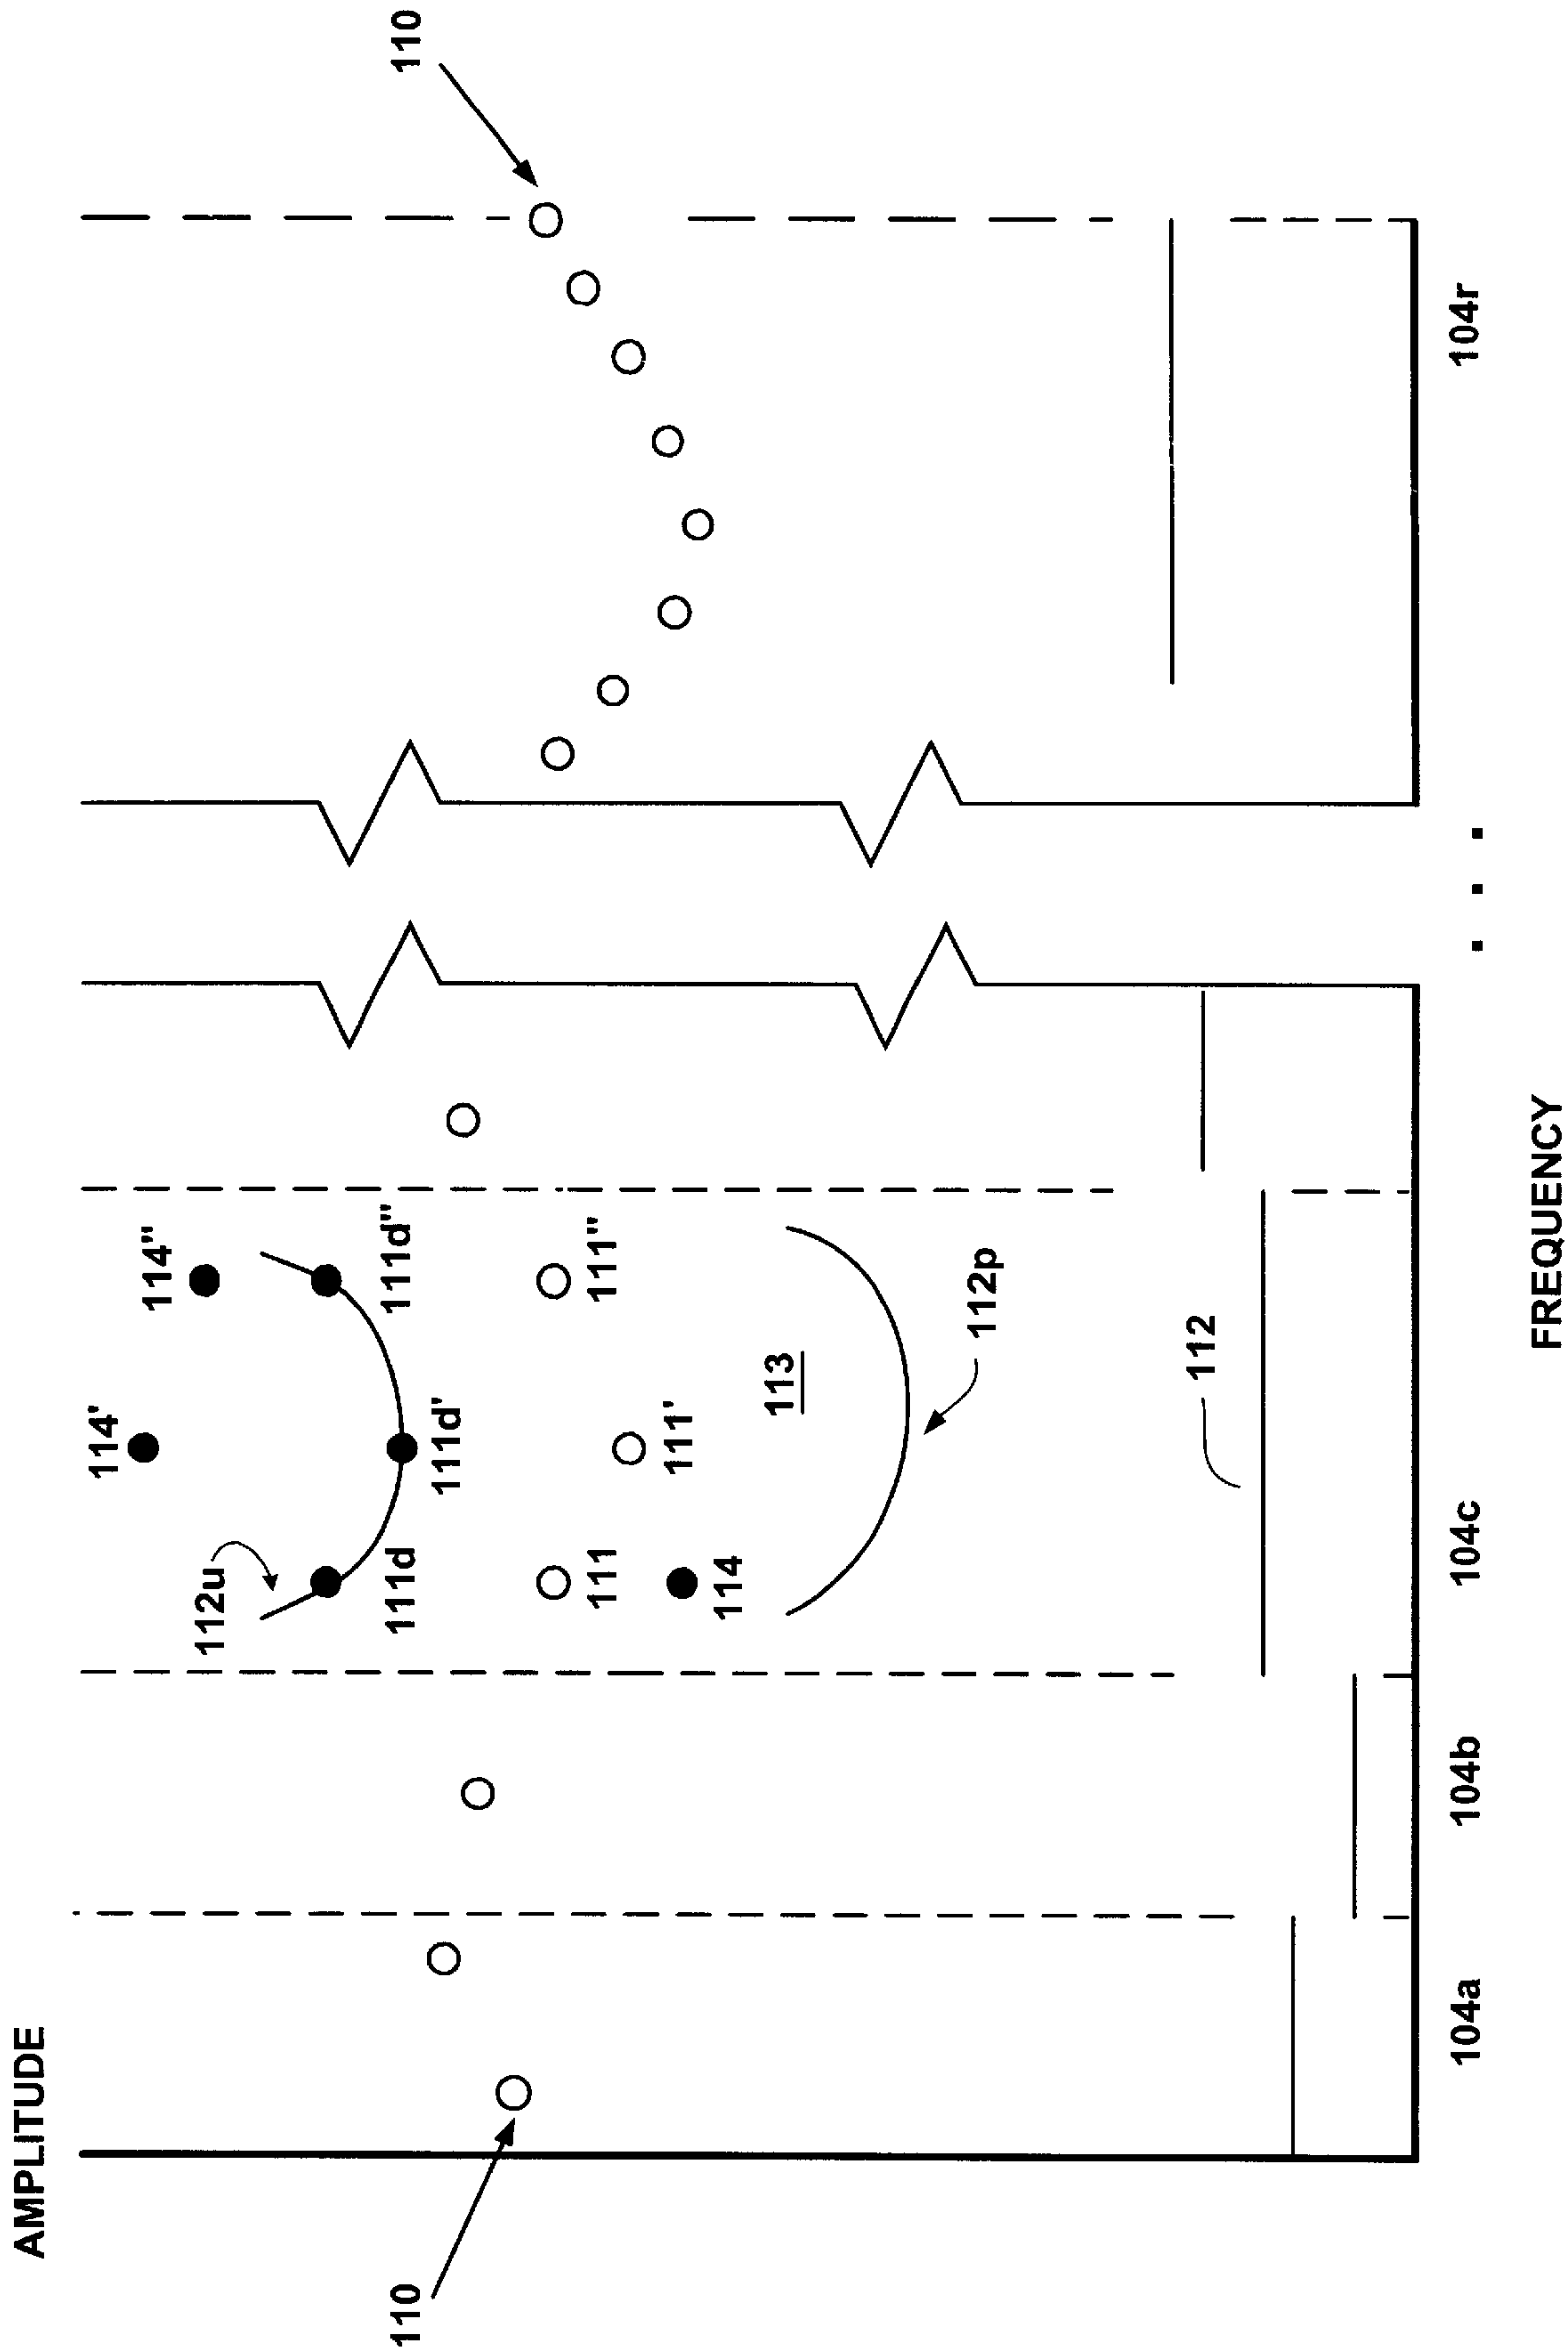 AMPLITUDE
110
110
114'
114"
112u
111d
111d'
111d"
111
111'
111"
114
113
112p
112
104a
104b
104c
. . .
104r
FREQUENCY